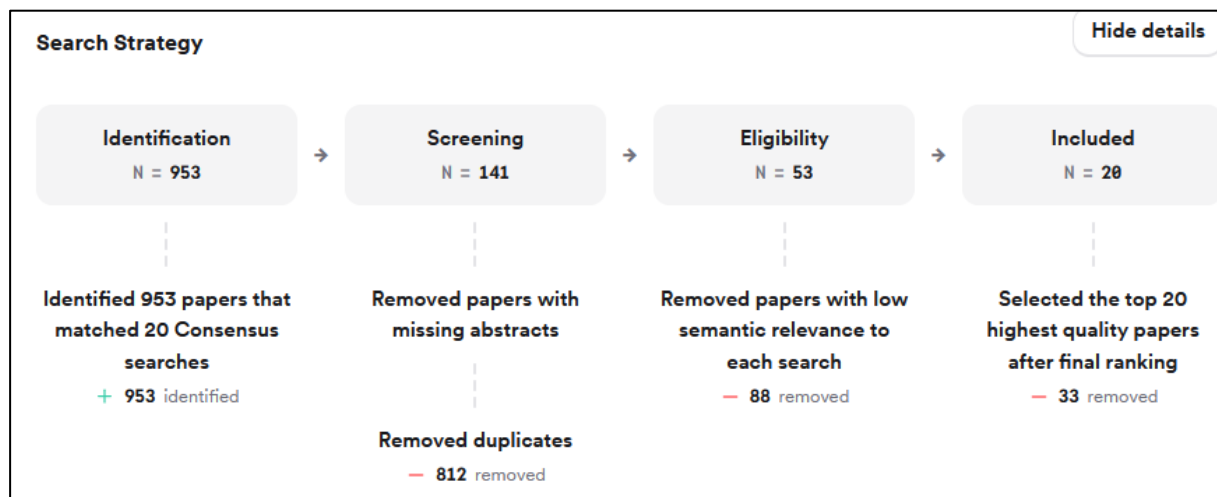 Search Strategy
Hide details
Identification
N = 953
Screening
N = 141
Eligibility
N = 53
Included
N = 20
Identified 953 papers that
matched 20 Consensus
searches
+ 953 identified
Removed papers with
missing abstracts
Removed duplicates
− 812 removed
Removed papers with low
semantic relevance to
each search
− 88 removed
Selected the top 20
highest quality papers
after final ranking
− 33 removed